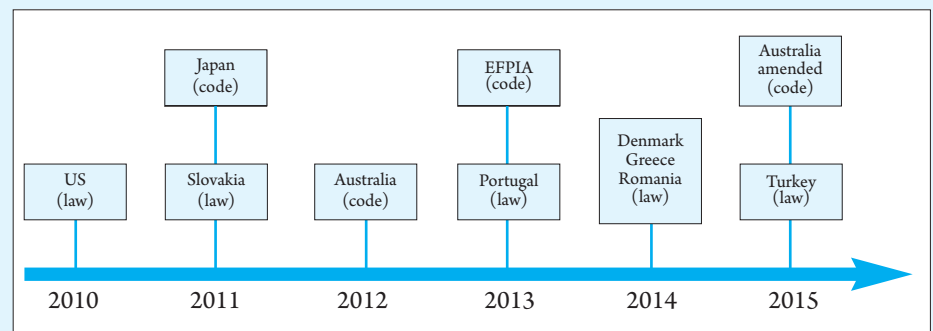 Japan
(code)
EFPIA
(code)
Australia
amended
(code)
US
(law)
Slovakia
(law)
Australia
(code)
Portugal
(law)
Denmark
Greece
Romania
(law)
Turkey
(law)
2010
2011
2012
2013
2014
2015